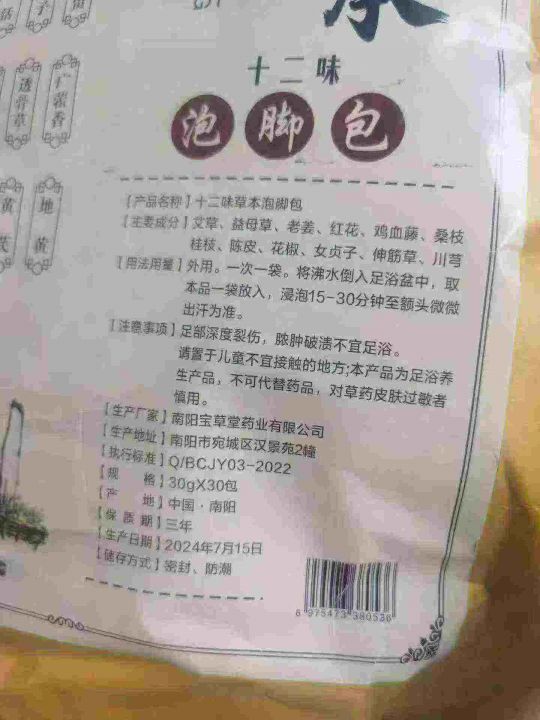 十二味
泡脚包
透骨草
广藿香
黄芪
地黄
【产品名称】十二味草本泡脚包
【主要成分】艾草、益母草、老姜、红花、鸡血藤、桑枝
桂枝、陈皮、花椒、女贞子、伸筋草、川芎
【用法用量】外用。一次一袋。将沸水倒入足浴盆中，取
本品一袋放入，浸泡15-30分钟至额头微微
出汗为准。
【注意事项】足部深度裂伤，脓肿破溃不宜足浴。
请置于儿童不宜接触的地方;本产品为足浴养
生产品，不可代替药品，对草药皮肤过敏者
慎用。
【生产厂家】南阳宝草堂药业有限公司
【生产地址】南阳市宛城区汉景苑2幢
【执行标准】Q/BCJY03-2022
【规 格】30gX30包
【产 地】中国·南阳
【保 质 期】三年
【生产日期】2024年7月15日
【储存方式】密封、防潮
6 975473 380536